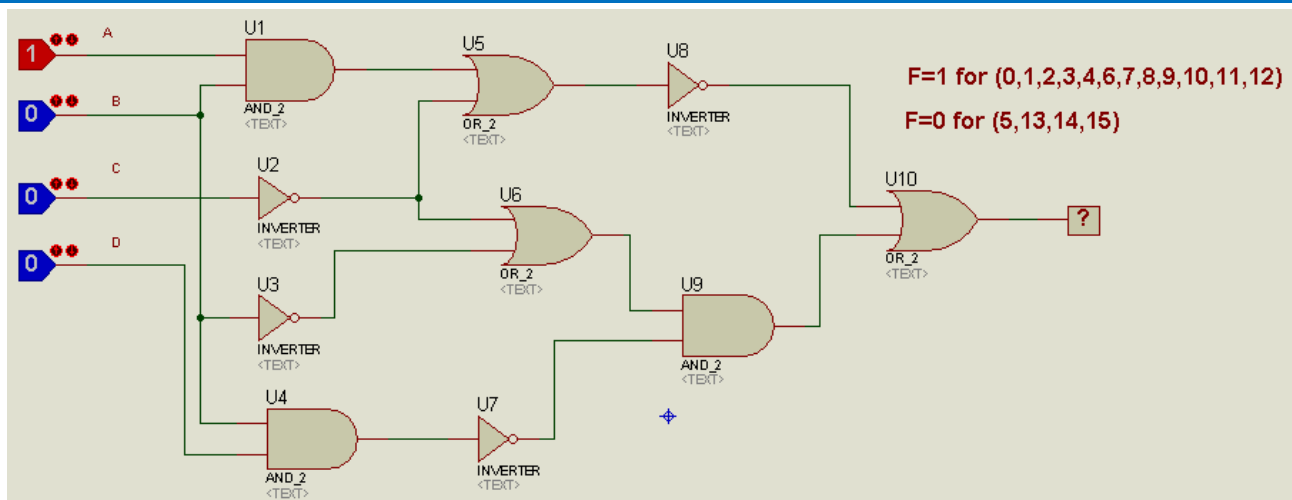 A
1
B
0
C
0
D
0
U1
AND_2
<TEXT>
U2
INVERTER
<TEXT>
U3
INVERTER
<TEXT>
U4
AND_2
<TEXT>
U5
OR_2
<TEXT>
U6
OR_2
<TEXT>
U7
INVERTER
<TEXT>
U8
INVERTER
<TEXT>
U9
AND_2
<TEXT>
U10
OR_2
<TEXT>
?
F=1 for (0,1,2,3,4,6,7,8,9,10,11,12)
F=0 for (5,13,14,15)